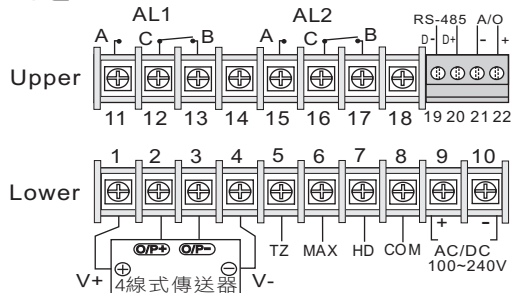 AL1 AL2 RS-485 A/O
A C B A C B D- D+ - +
Upper
11 12 13 14 15 16 17 18 19 20 21 22
1 2 3 4 5 6 7 8 9 10
Lower
O/P+ O/P- TZ MAX HD COM + -
AC/DC
100~240V
V+ 4線式傳送器 V-